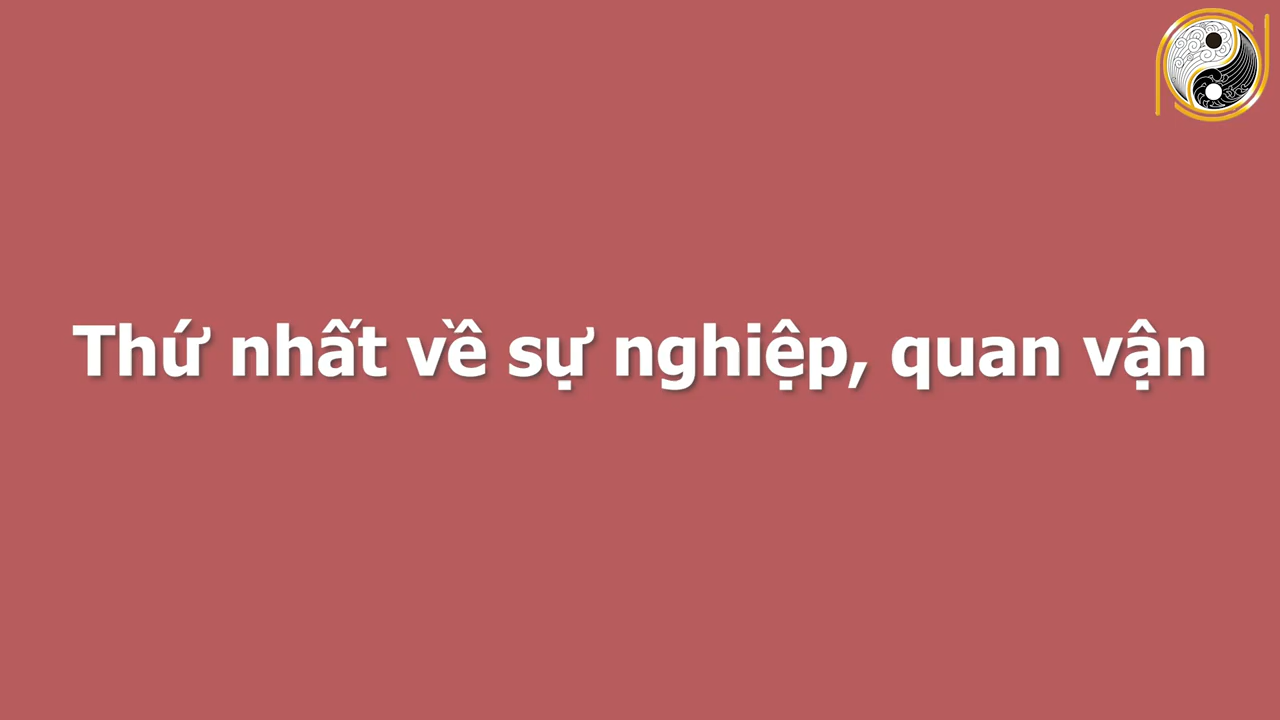 Thứ nhất về sự nghiệp, quan vận